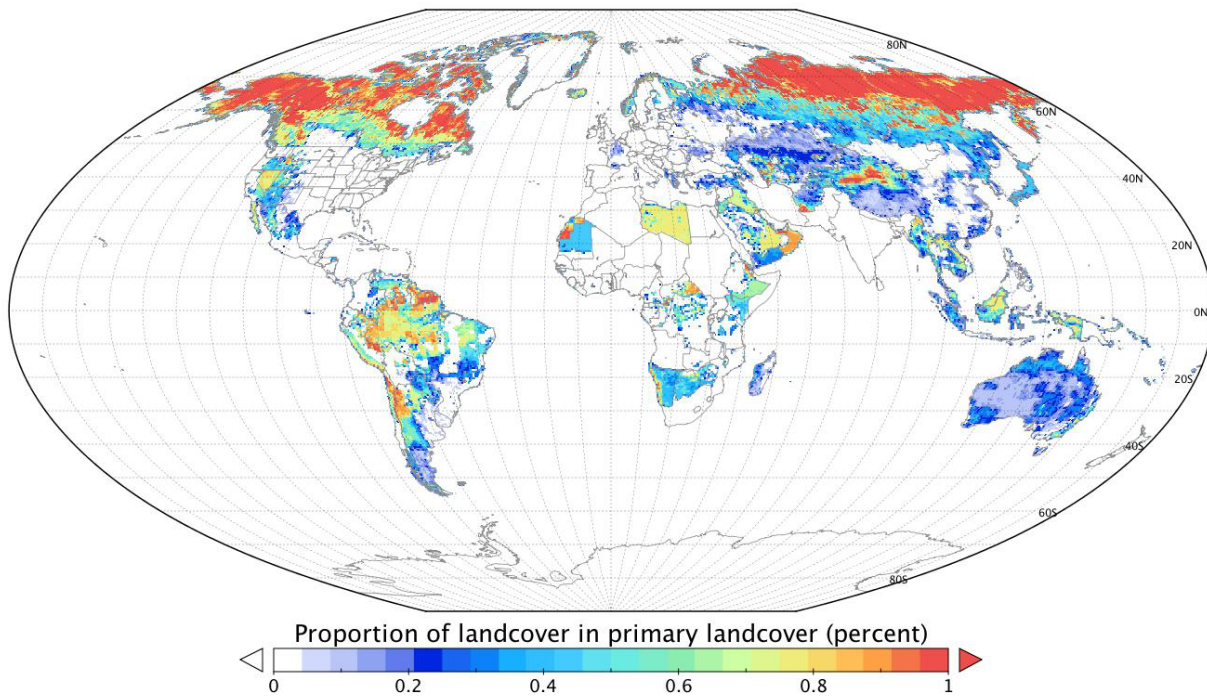 80N
60N
40N
20N
0N
20S
40S
60S
80S
Proportion of landcover in primary landcover (percent)
0 0.2 0.4 0.6 0.8 1